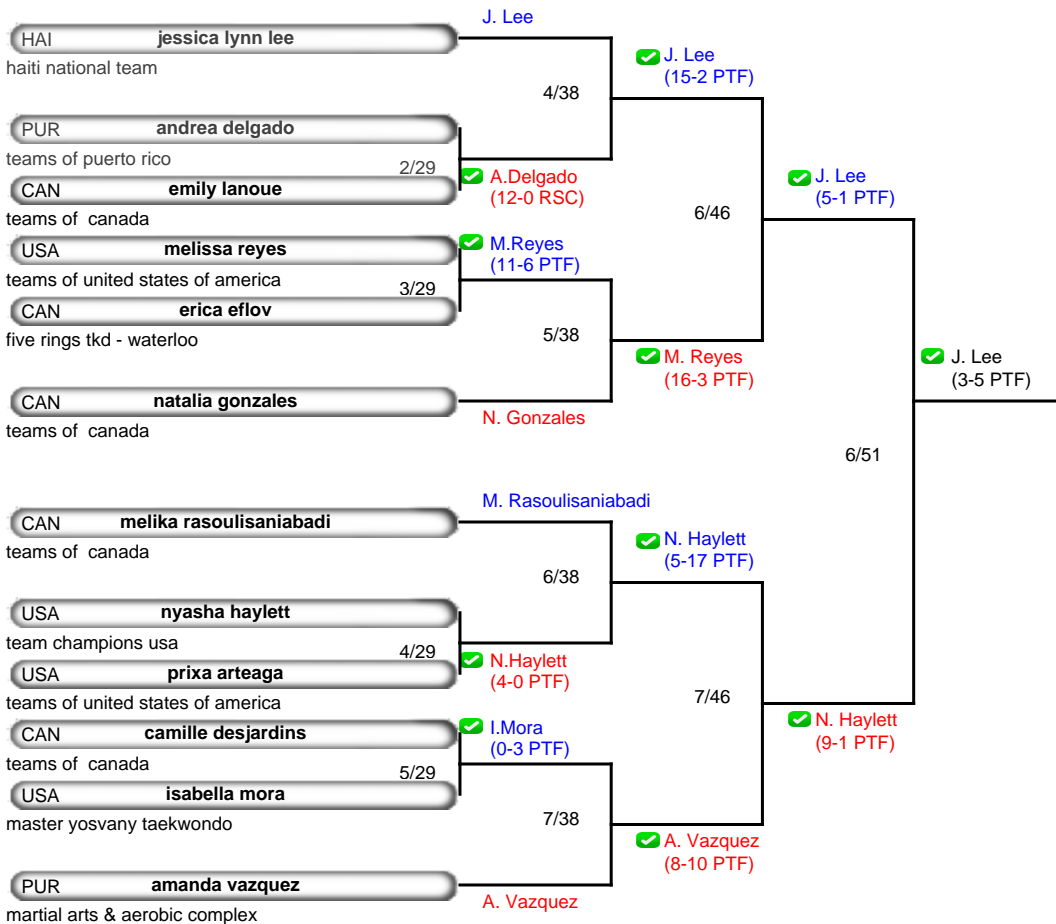 J. Lee
HAI jessica lynn lee
haiti national team
J. Lee
(15-2 PTF)
4/38
PUR andrea delgado
teams of puerto rico
2/29
A.Delgado
(12-0 RSC)
CAN emily lanoue
teams of canada
J. Lee
(5-1 PTF)
6/46
USA melissa reyes
teams of united states of america
M.Reyes
(11-6 PTF)
3/29
CAN erica eflov
five rings tkd - waterloo
5/38
M. Reyes
(16-3 PTF)
J. Lee
(3-5 PTF)
CAN natalia gonzales
teams of canada
N. Gonzales
6/51
M. Rasoulisaniabadi
CAN melika rasoulisaniabadi
teams of canada
N. Haylett
(5-17 PTF)
6/38
USA nyasha haylett
team champions usa
4/29
N.Haylett
(4-0 PTF)
USA prixa arteaga
teams of united states of america
7/46
N. Haylett
(9-1 PTF)
CAN camille desjardins
teams of canada
I.Mora
(0-3 PTF)
5/29
USA isabella mora
master yosvany taekwondo
7/38
A. Vazquez
(8-10 PTF)
PUR amanda vazquez
martial arts & aerobic complex
A. Vazquez